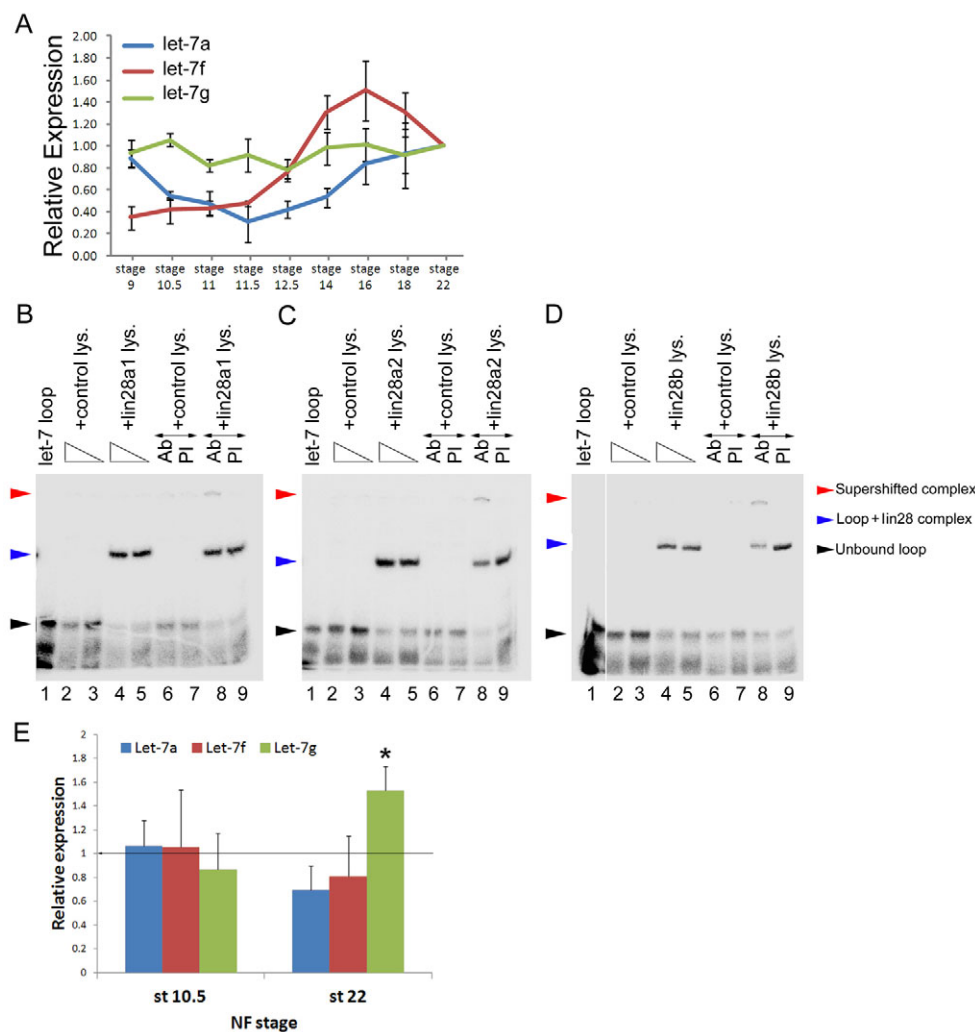 A
let-7a
let-7f
let-7g
Relative Expression
1.80
1.60
1.40
1.20
1.00
0.80
0.60
0.40
0.20
0.00
stage 9
stage 10.5
stage 11
stage 11.5
stage 12.5
stage 14
stage 16
stage 18
stage 22
B
let-7 loop
+control lys.
+lin28a1 lys.
+control lys.
+lin28a1 lys.
Ab
PI
Ab
PI
1 2 3 4 5 6 7 8 9
C
let-7 loop
+control lys.
+lin28a2 lys.
+control lys.
+lin28a2 lys.
Ab
PI
Ab
PI
1 2 3 4 5 6 7 8 9
D
let-7 loop
+control lys.
+lin28b lys.
+control lys.
+lin28b lys.
Ab
PI
Ab
PI
1 2 3 4 5 6 7 8 9
Supershifted complex
Loop+lin28 complex
Unbound loop
E
Let-7a Let-7f Let-7g
Relative expression
2
1.8
1.6
1.4
1.2
1
0.8
0.6
0.4
0.2
0
*
st 10.5
st 22
NF stage